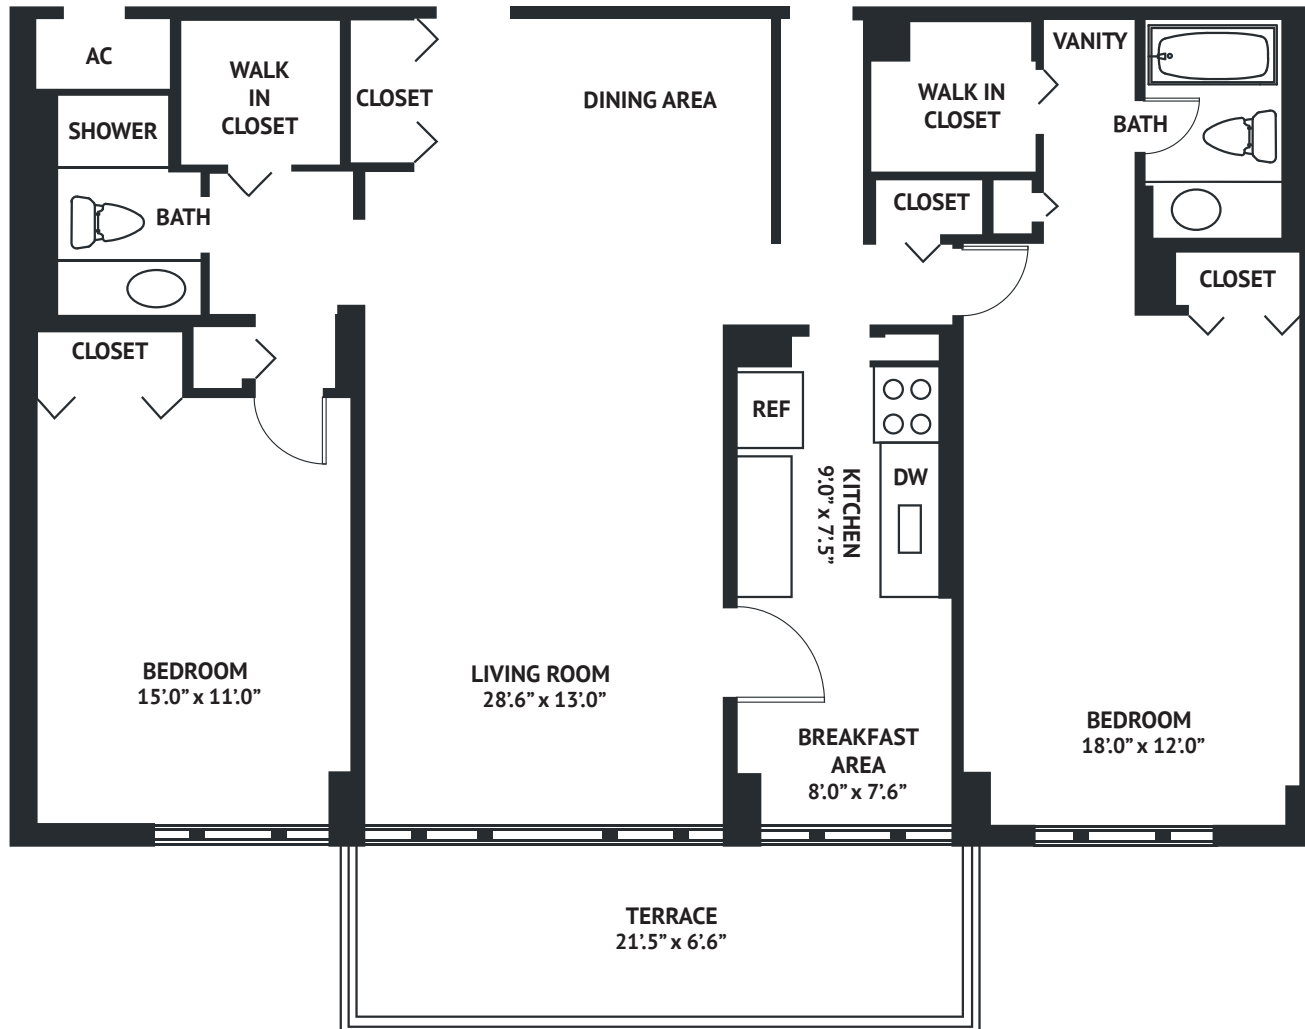 AC
WALK
IN
CLOSET
CLOSET
DINING AREA
WALK IN
CLOSET
VANITY
SHOWER
BATH
BATH
CLOSET
CLOSET
CLOSET
REF
DW
KITCHEN
9'.0” x 7'.5”
BEDROOM
15'.0” x 11'.0”
LIVING ROOM
28'.6” x 13'.0”
BREAKFAST
AREA
8'.0” x 7'.6”
BEDROOM
18'.0” x 12'.0”
TERRACE
21'.5” x 6'.6”